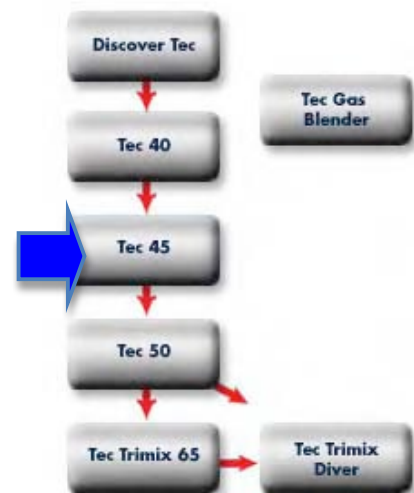 Discover Tec
Tec Gas
Blender
Tec 40
Tec 45
Tec 50
Tec Trimix 65
Tec Trimix
Diver